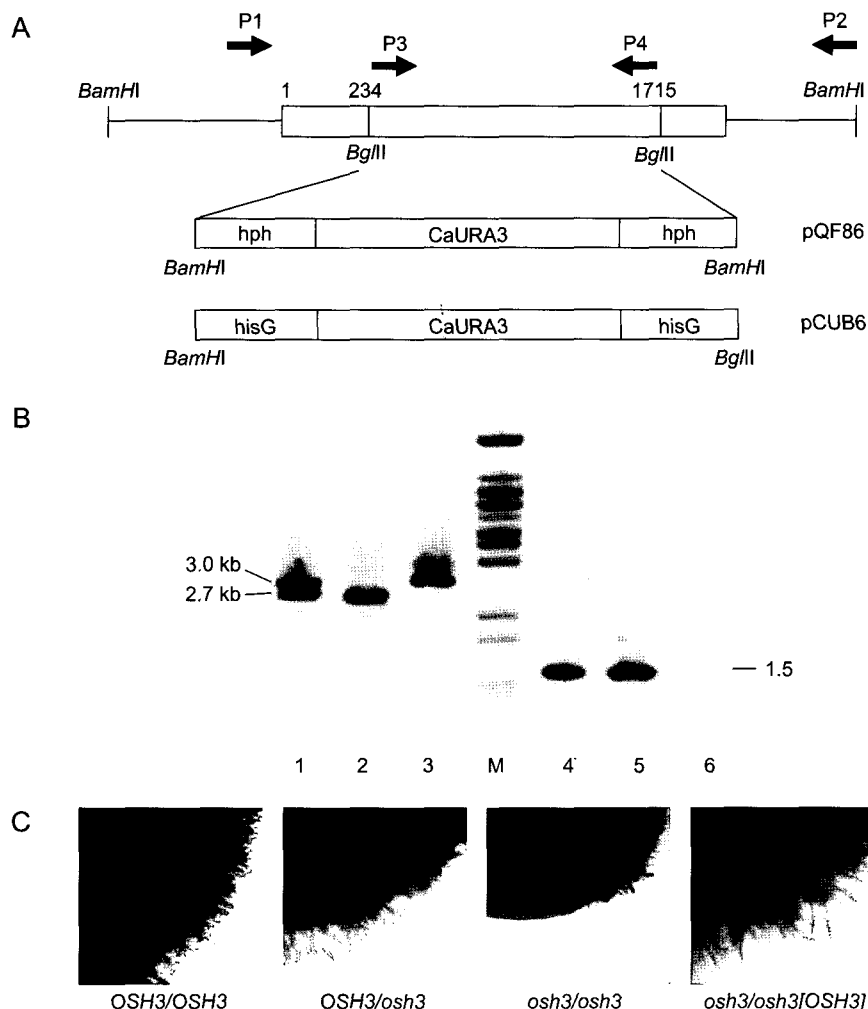 A
P1
P3
P4
P2
BamHI
1
234
1715
BamHI
BglII
BglII
hph
CaURA3
hph
pQF86
BamHI
BamHI
hisG
CaURA3
hisG
pCUB6
BamHI
BglII
B
3.0 kb
2.7 kb
1.5
1 2 3 M 4 5 6
C
OSH3/OSH3
OSH3/osh3
osh3/osh3
osh3/osh3[OSH3]